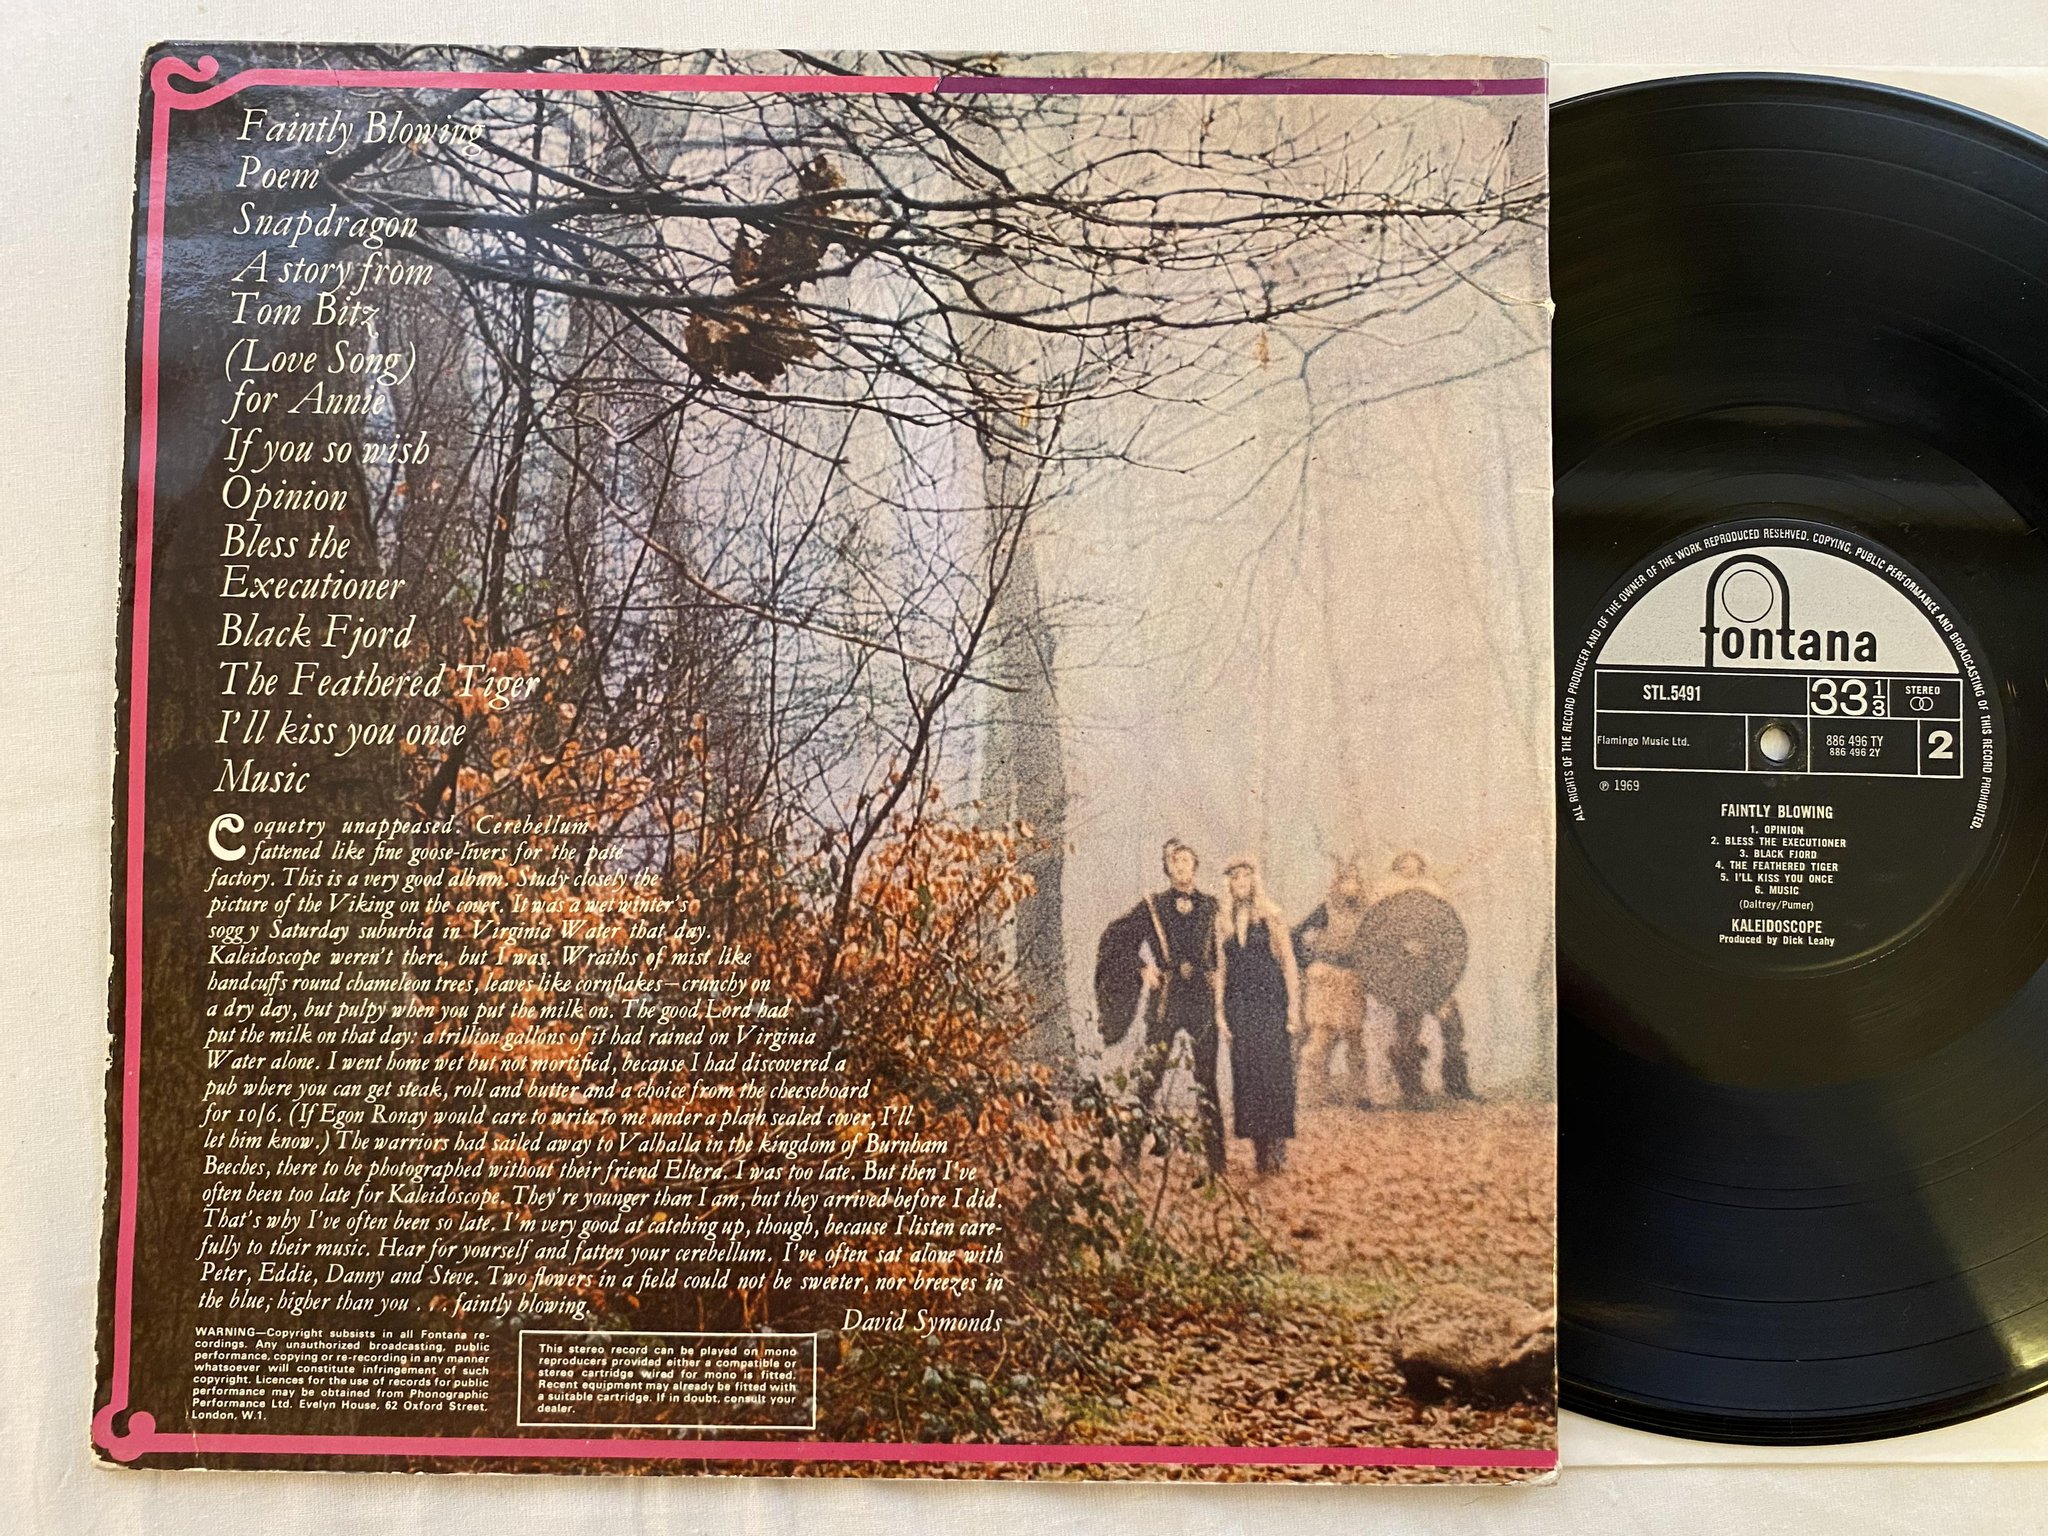 Faintly Blowing
Poem
Snapdragon
A story from
Tom Bitz
(Love Song)
for Annie
If you so wish
Opinion
Bless the
Executioner
Black Fjord
The Feathered Tiger
I'll kiss you once
Music
Coquetry unappeased. Cerebellum
fattened like fine goose-livers for the pate
factory. This is a very good album. Study closely the
picture of the Viking on the cover. It was a wet winter's
soggy Saturday suburbia in Virginia Water that day.
Kaleidoscope weren't there, but I was. Wraiths of mist like
handcuffs round chameleon trees, leaves like cornflakes—crunchy on
a dry day, but pulpy when you put the milk on. The good Lord had
put the milk on that day: a trillion gallons of it had rained on Virginia
Water alone. I went home wet but not mortified, because I had discovered a
pub where you can get steak, roll and butter and a choice from the cheeseboard
for 10/6. (If Egon Ronay would care to write to me under a plain sealed cover, I'll
let him know.) The warriors had sailed away to Valhalla in the kingdom of Burnham
Beeches, there to be photographed without their friend Eltera. I was too late. But then I've
often been too late for Kaleidoscope. They're younger than I am, but they arrived before I did.
That's why I've often been so late. I'm very good at catching up, though, because I listen care-
fully to their music. Hear for yourself and fatten your cerebellum. I've often sat alone with
Peter, Eddie, Danny and Steve. Two flowers in a field could not be sweeter, nor breezes in
the blue; higher than you . . . faintly blowing.
David Symonds
WARNING—Copyright subsists in all Fontana re-
cordings. Any unauthorized broadcasting, public
performance, copying or re-recording in any manner
whatsoever will constitute infringement of such
copyright. Licences for the use of records for public
performance may be obtained from Phonographic
Performance Ltd. Evelyn House, 62 Oxford Street,
London, W.1.
This stereo record can be played on mono
reproducers provided either a compatible or
stereo cartridge wired for mono is fitted.
Recent equipment may already be fitted with
a suitable cartridge. If in doubt, consult your
dealer.
ALL RIGHTS OF THE RECORD PRODUCER AND OF THE OWNER OF THE WORK REPRODUCED RESERVED. COPYING, PUBLIC PERFORMANCE AND BROADCASTING OF THIS RECORD PROHIBITED.
fontana
STL.5491
33 1/3
STEREO
Flamingo Music Ltd.
886 496 TY
886 496 2Y
2
℗ 1969
FAINTLY BLOWING
1. OPINION
2. BLESS THE EXECUTIONER
3. BLACK FJORD
4. THE FEATHERED TIGER
5. I'LL KISS YOU ONCE
6. MUSIC
(Daltrey/Pumer)
KALEIDOSCOPE
Produced by Dick Leahy